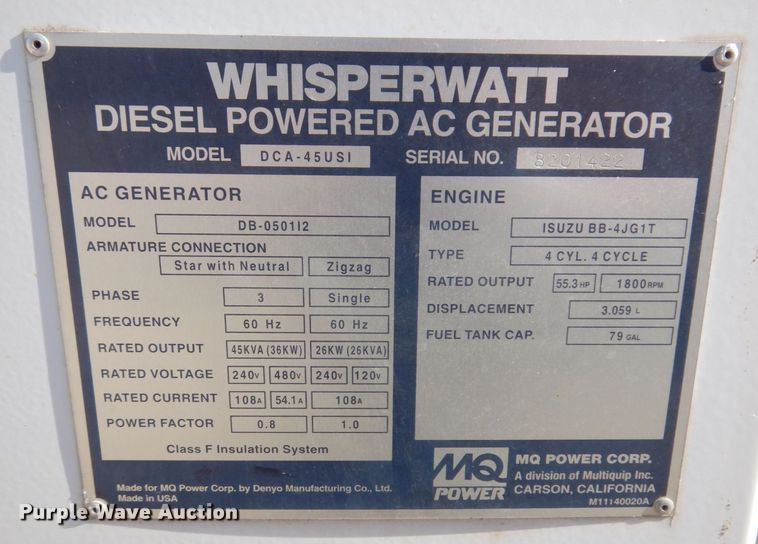 WHISPERWATT
DIESEL POWERED AC GENERATOR
MODEL DCA-45USI SERIAL NO. 8201422
AC GENERATOR
MODEL DB-0501I2
ARMATURE CONNECTION
Star with Neutral Zigzag
PHASE 3 Single
FREQUENCY 60 Hz 60 Hz
RATED OUTPUT 45KVA (36KW) 26KW (26KVA)
RATED VOLTAGE 240V 480V 240V 120V
RATED CURRENT 108A 54.1A 108A
POWER FACTOR 0.8 1.0
Class F Insulation System
ENGINE
MODEL ISUZU BB-4JG1T
TYPE 4 CYL. 4 CYCLE
RATED OUTPUT 55.3 HP 1800 RPM
DISPLACEMENT 3.059 L
FUEL TANK CAP. 79 GAL
Made for MQ Power Corp. by Denyo Manufacturing Co., Ltd.
Made in USA
MQ
POWER
MQ POWER CORP.
A division of Multiquip Inc.
CARSON, CALIFORNIA
M11140020A
Purple Wave Auction